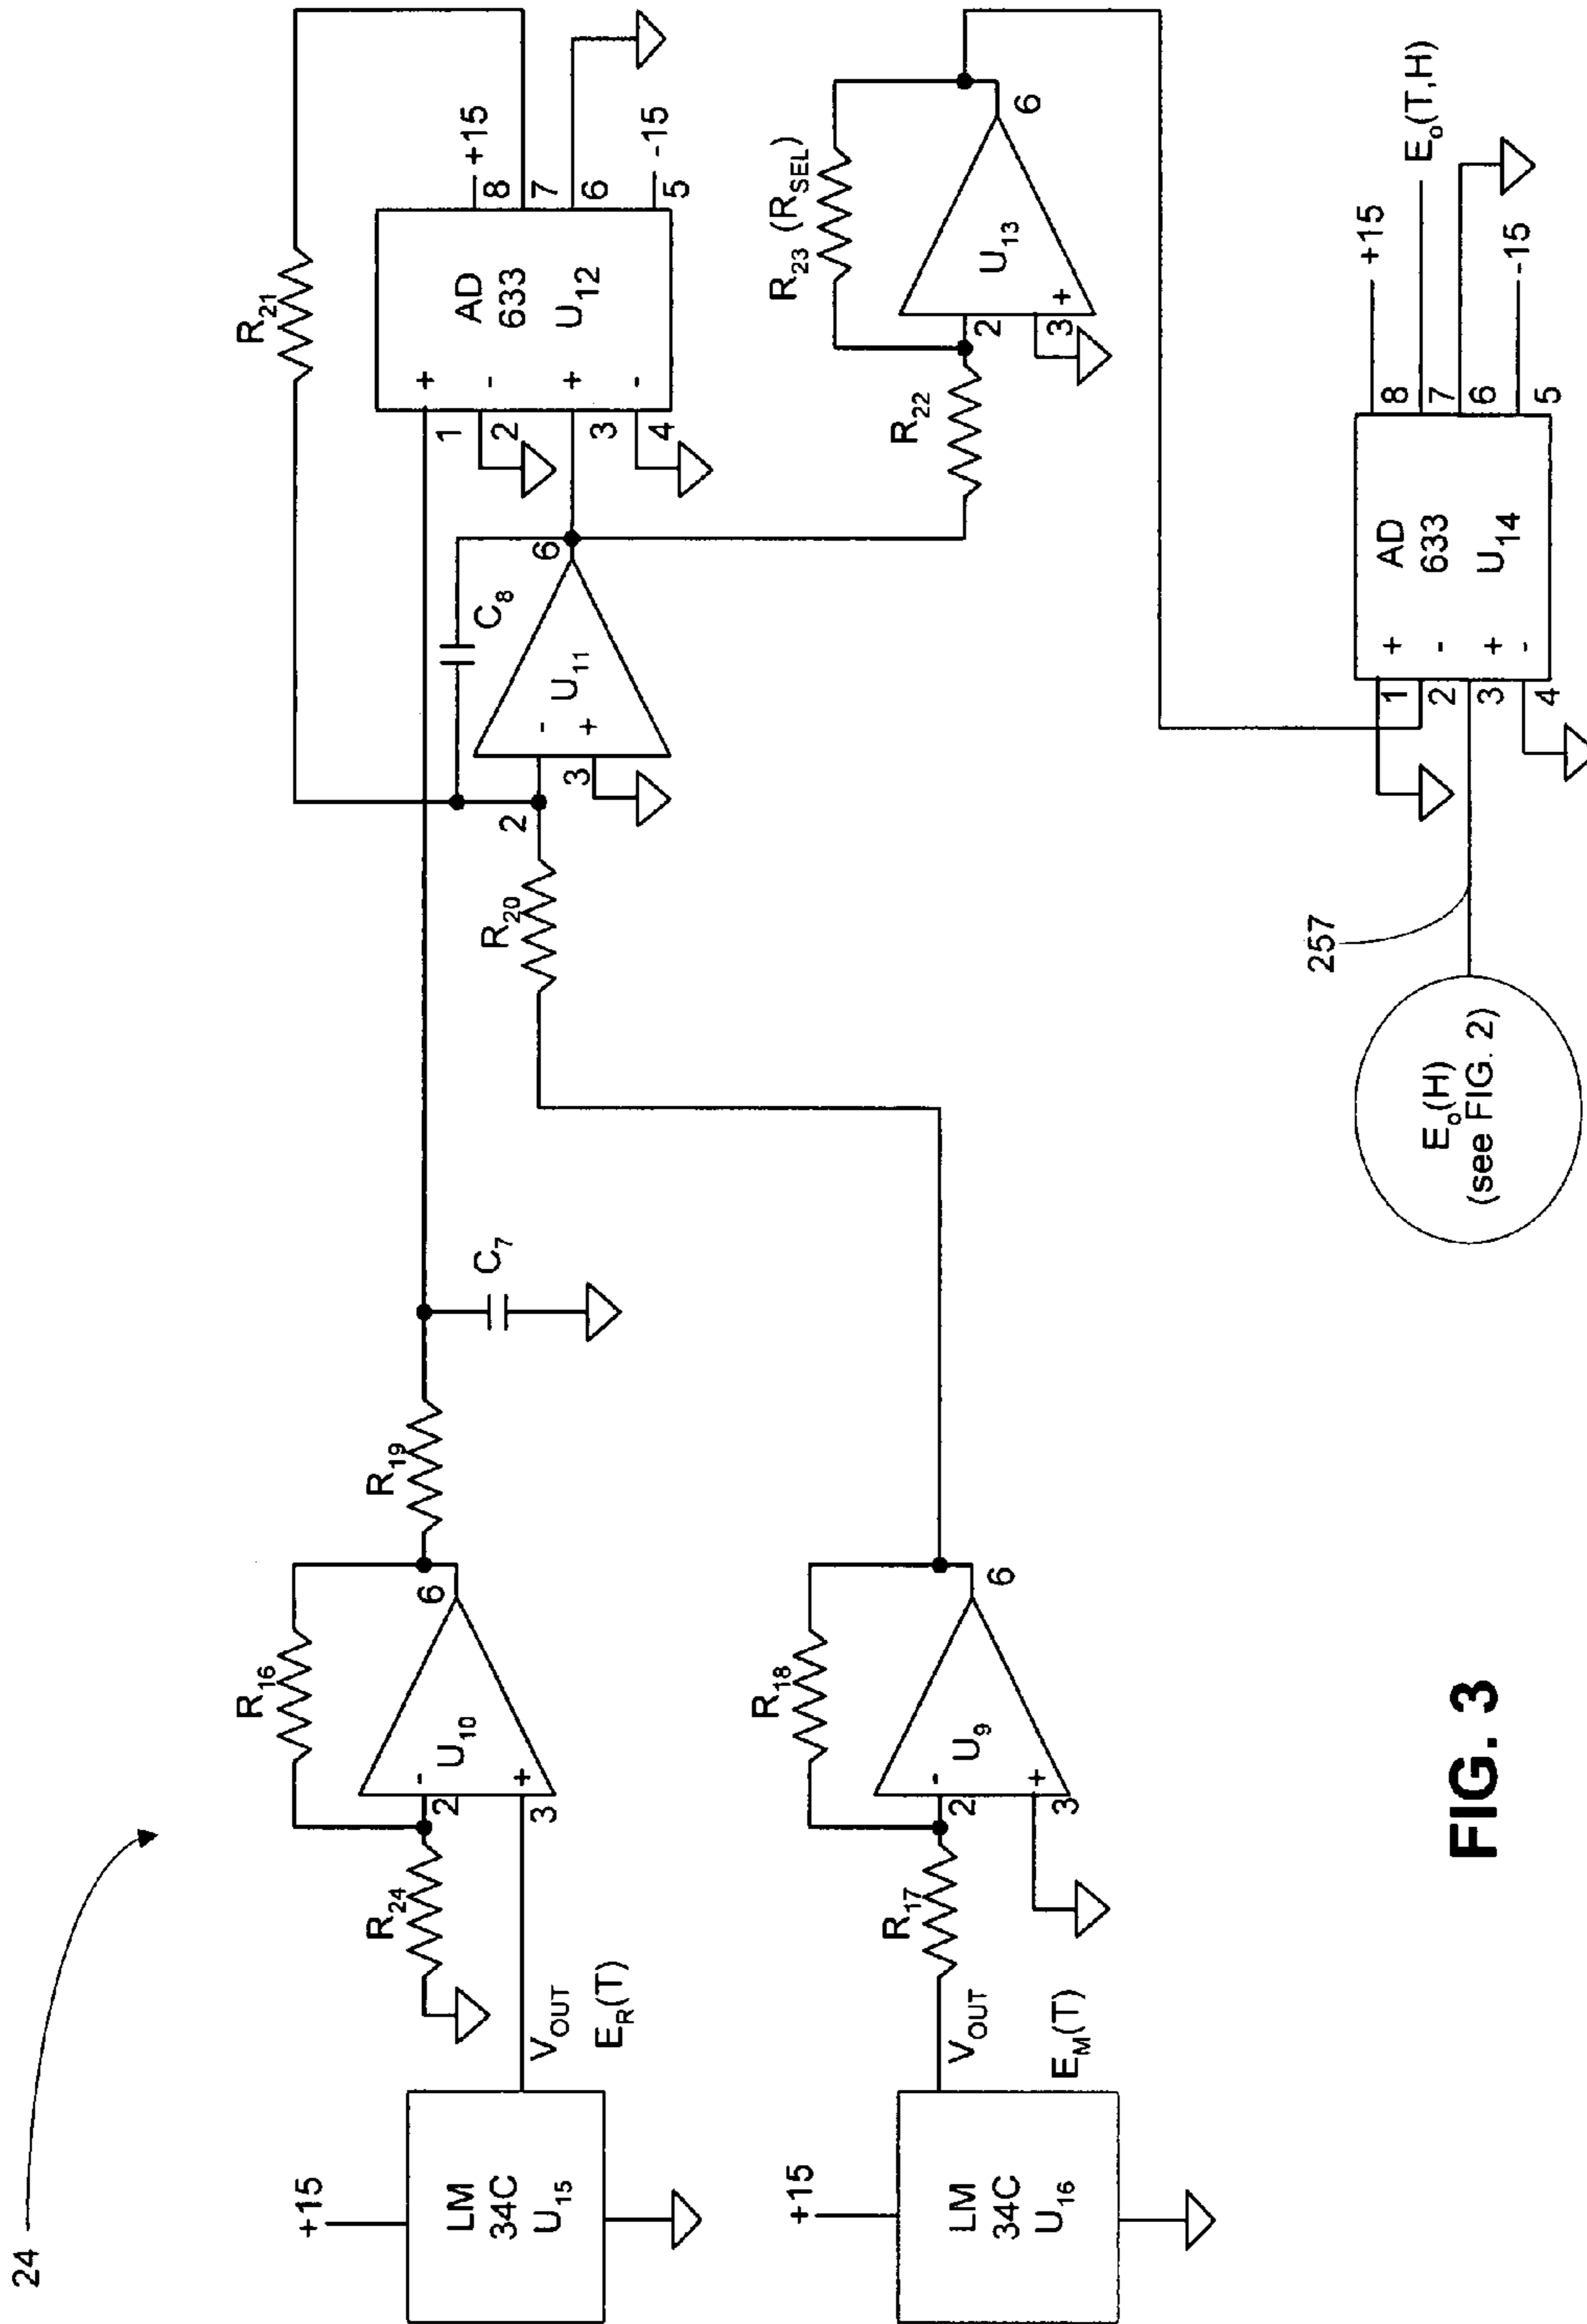 24
+15
LM
34C
U15
VOUT
ER(T)
R24
R16
2
-
U10
+
3
6
R19
C7
R21
+
-
+
-
AD
633
U12
1
2
3
4
8
7
6
5
+15
-15
+15
LM
34C
U16
VOUT
EM(T)
R17
R18
2
-
U9
+
3
6
R20
2
-
U11
+
3
6
C8
R22
R23 (RSEL)
2
U13
3
+
6
257
Eo(H)
(see FIG. 2)
1
2
3
4
+
-
+
-
AD
633
U14
8
7
6
5
+15
Eo(T,H)
-15
FIG. 3